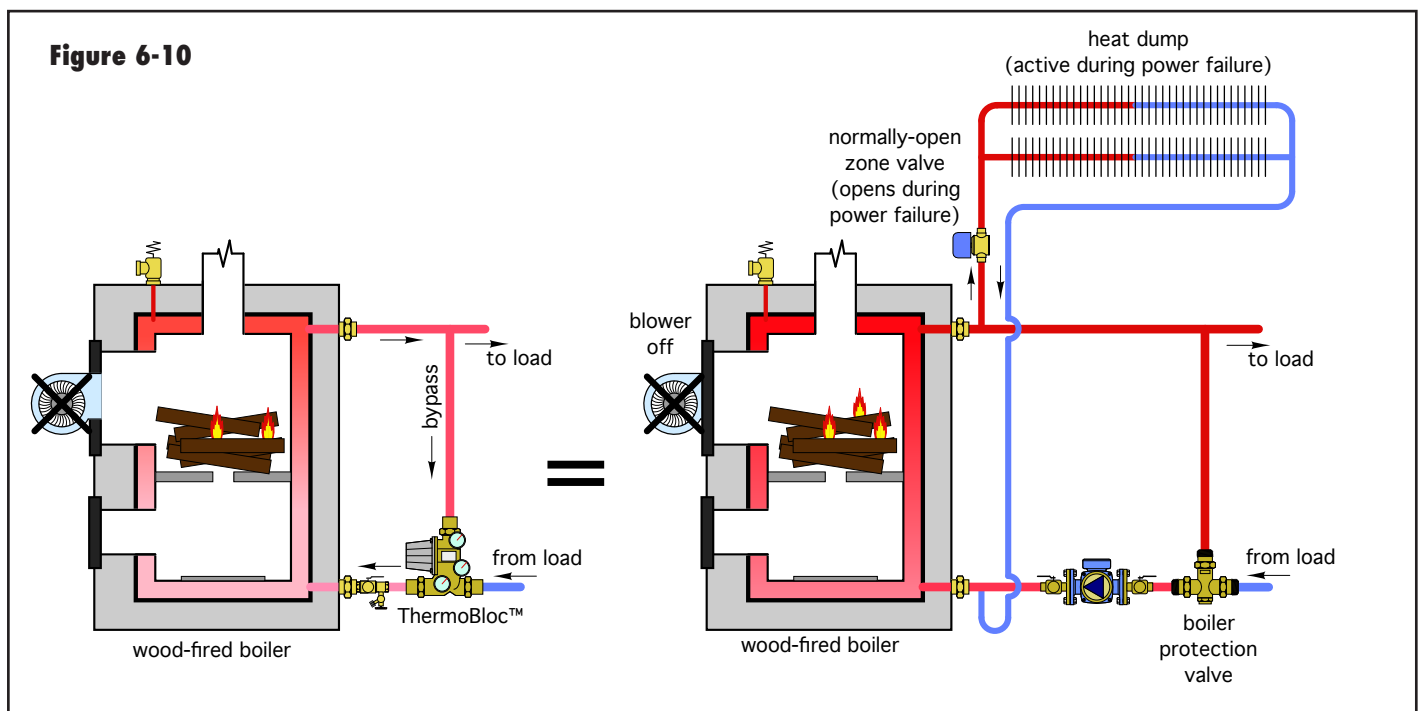 Figure 6-10
heat dump
(active during power failure)
normally-open
zone valve
(opens during
power failure)
blower
off
to load
bypass
to load
from load
ThermoBloc™
wood-fired boiler
from load
boiler
protection
valve
wood-fired boiler